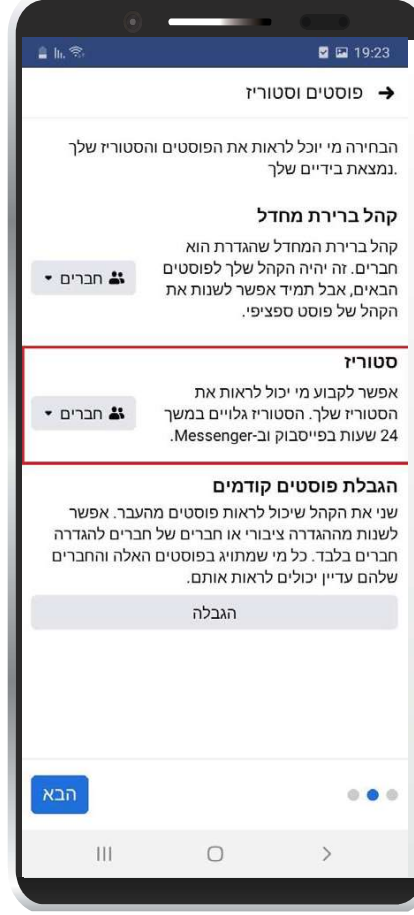 19:23
פוסטים וסטוריז
הבחירה מי יוכל לראות את הפוסטים והסטוריז שלך
.נמצאת בידיים שלך
קהל ברירת מחדל
קהל ברירת המחדל שהגדרת הוא
חברים. זה יהיה הקהל שלך לפוסטים
הבאים, אבל תמיד אפשר לשנות את
הקהל של פוסט ספציפי.
חברים
סטוריז
אפשר לקבוע מי יכול לראות את
הסטוריז שלך. הסטוריז גלויים במשך
24 שעות בפייסבוק וב-Messenger.
חברים
הגבלת פוסטים קודמים
שני את הקהל שיכול לראות פוסטים מהעבר. אפשר
לשנות מההגדרה ציבורי או חברים של חברים להגדרה
חברים בלבד. כל מי שמתויג בפוסטים האלה והחברים
שלהם עדיין יכולים לראות אותם.
הגבלה
הבא